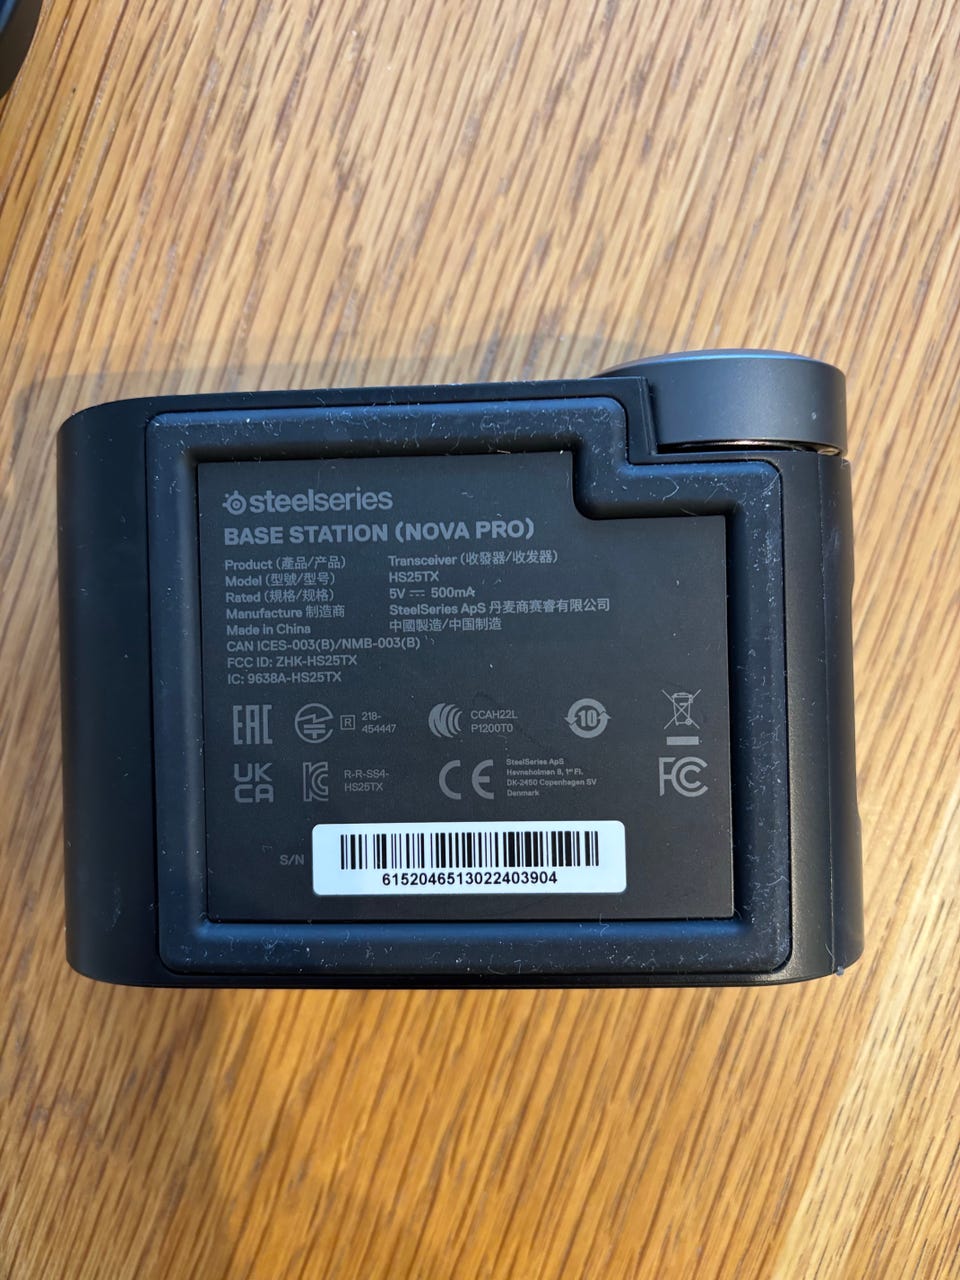 steelseries
BASE STATION (NOVA PRO)
Product (產品/产品) Transceiver (收發器/收发器)
Model (型號/型号) HS25TX
Rated (規格/规格) 5V ⎓ 500mA
Manufacture 制造商 SteelSeries ApS 丹麦商赛睿有限公司
Made in China 中國製造/中国制造
CAN ICES-003(B)/NMB-003(B)
FCC ID: ZHK-HS25TX
IC: 9638A-HS25TX
EAC
R 218-
454447
CCAH22L
P1200T0
10
UK
CA
R-R-SS4-
HS25TX
CE
SteelSeries ApS
Havneholmen 8, 1ˢᵗ Fl.
DK-2450 Copenhagen SV
Denmark
FC
S/N
6152046513022403904